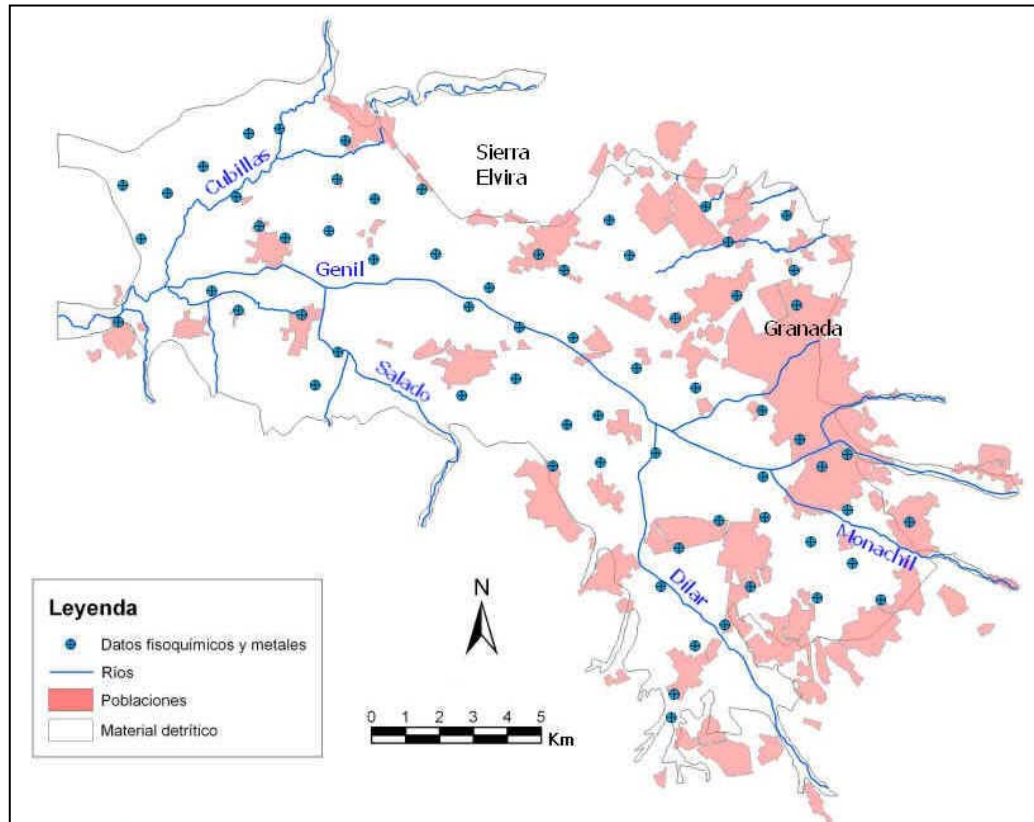 Sierra
Elvira
Cubillas
Genil
Granada
Salado
Monachil
Dílar
N
Leyenda
Datos fisoquímicos y metales
Ríos
Poblaciones
Material detrítico
0 1 2 3 4 5
Km